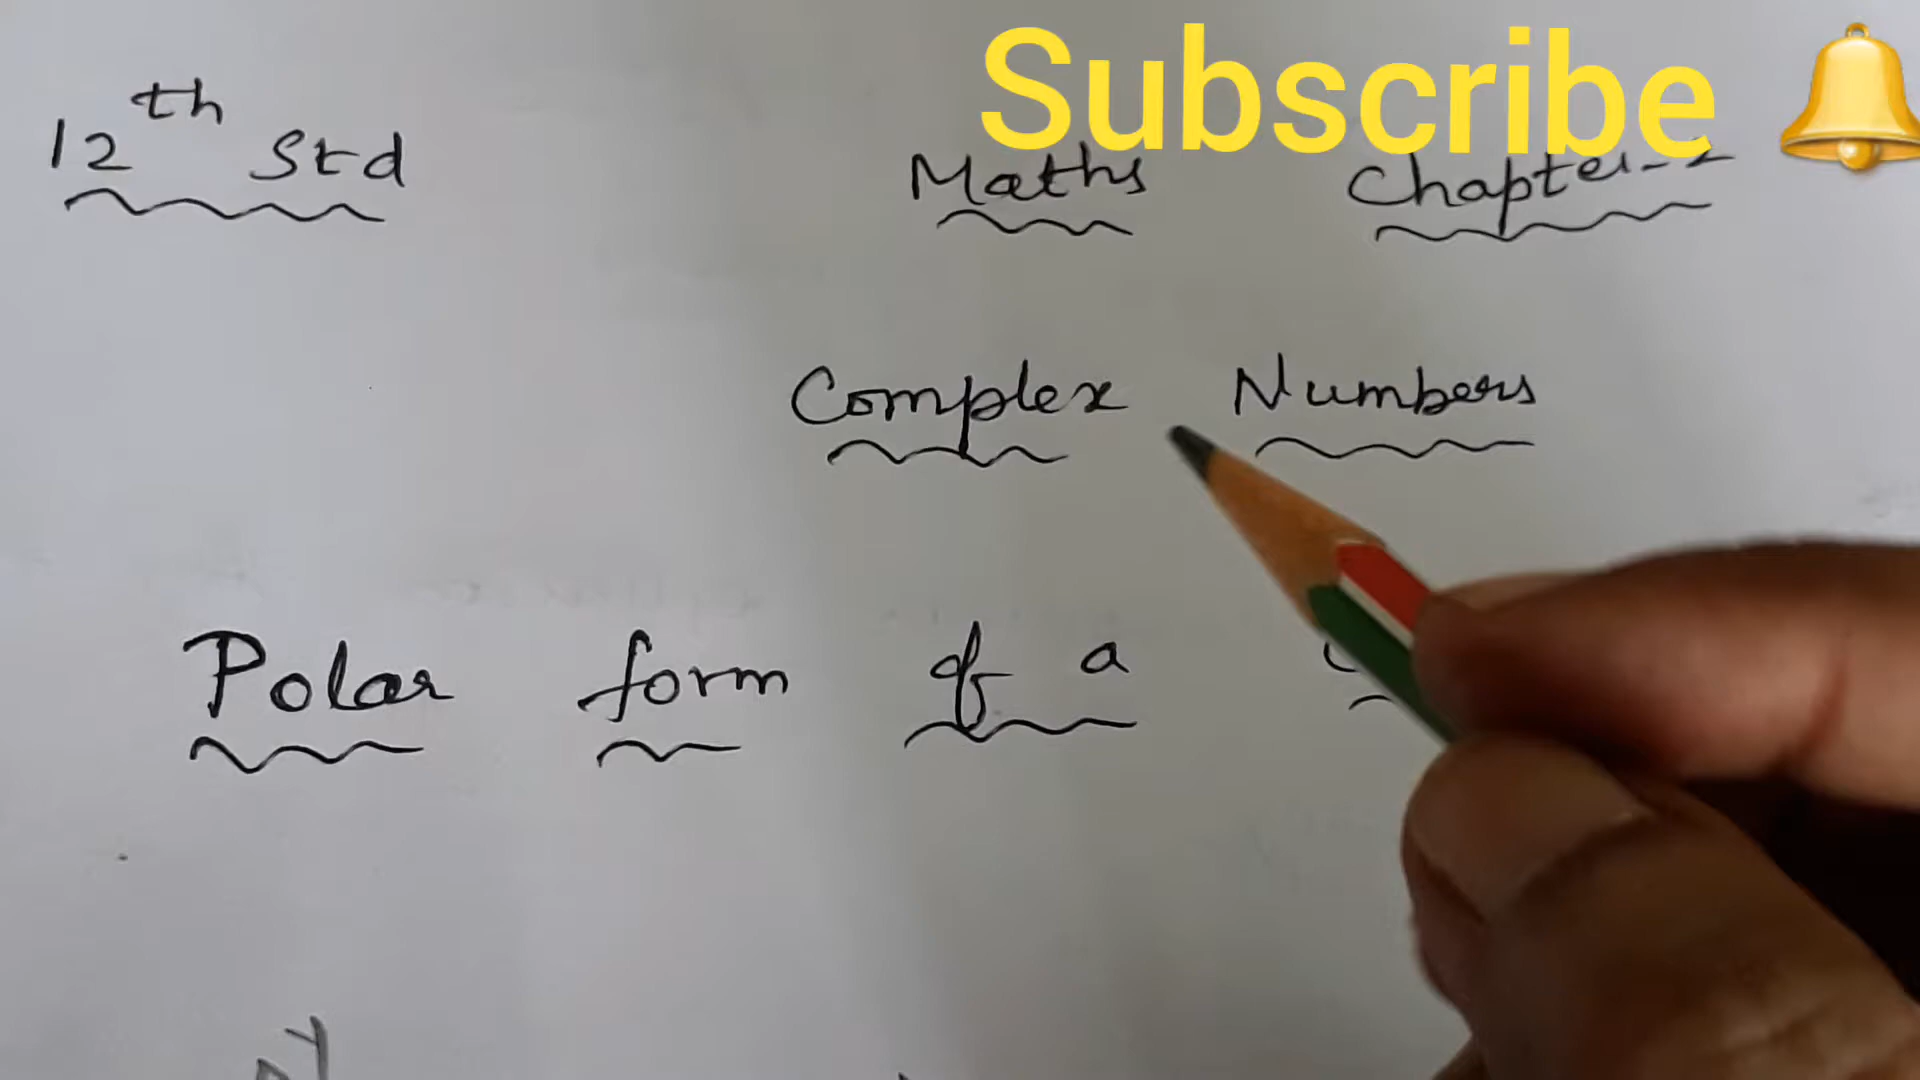 Subscribe 🔔
12th Std Maths Chapter-2
Complex Numbers
Polar form of a
y